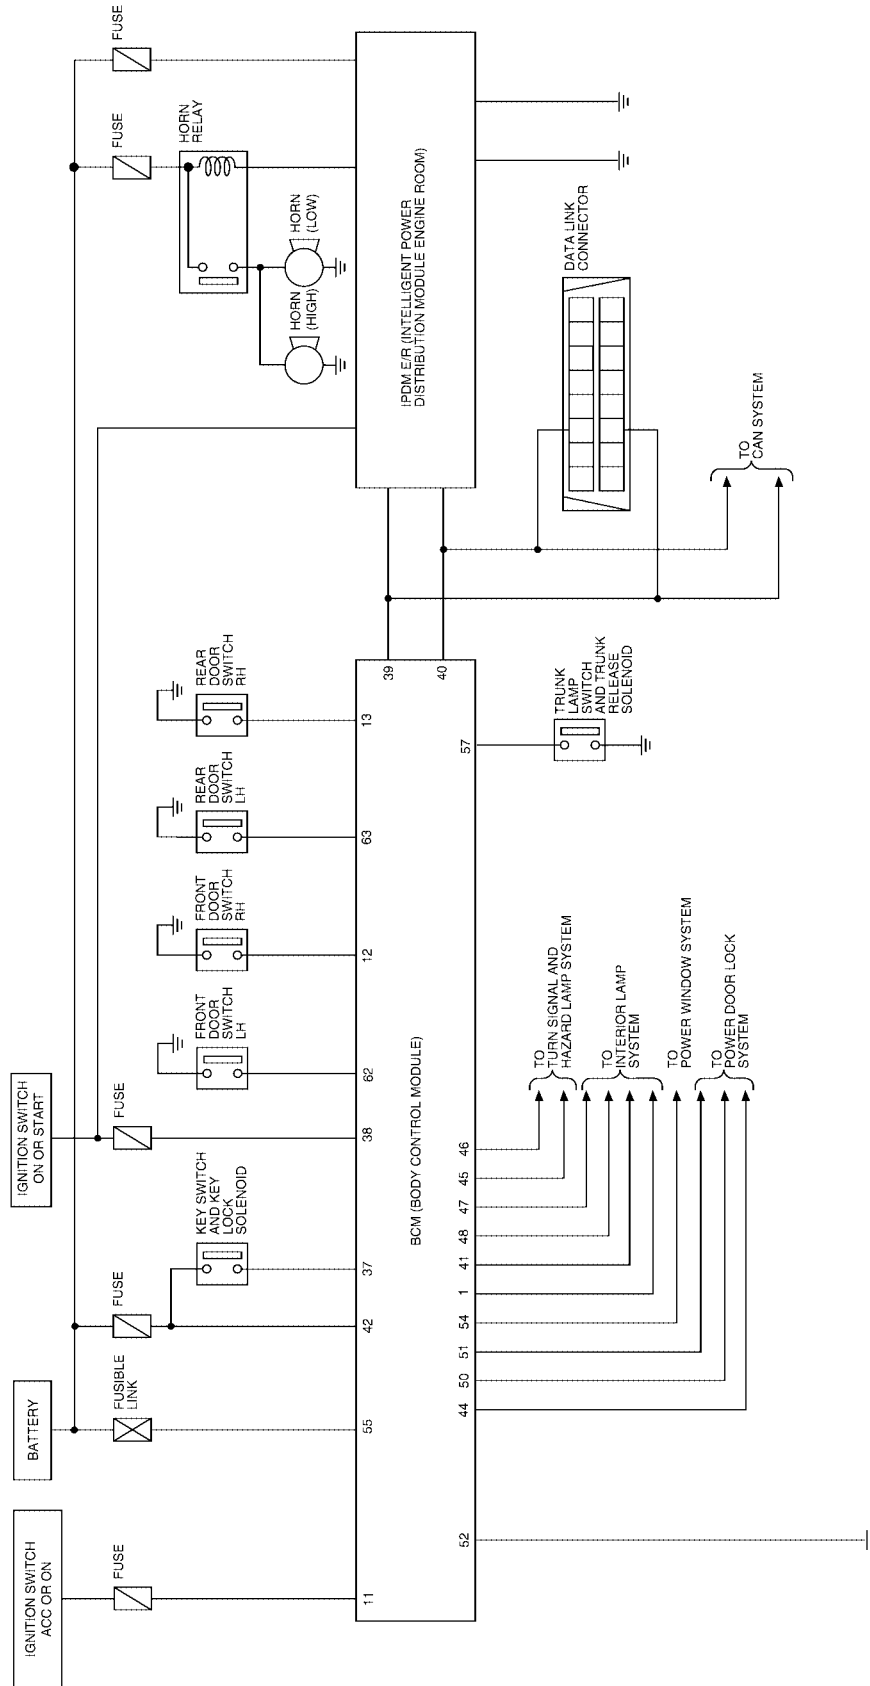 IGNITION SWITCH
ACC OR ON
BATTERY
IGNITION SWITCH
ON OR START
FUSE
FUSIBLE
LINK
FUSE
FUSE
FUSE
FUSE
KEY SWITCH
AND KEY
LOCK
SOLENOID
FRONT
DOOR
SWITCH
LH
FRONT
DOOR
SWITCH
RH
REAR
DOOR
SWITCH
LH
REAR
DOOR
SWITCH
RH
HORN
RELAY
HORN
(HIGH)
HORN
(LOW)
11
55
42
37
38
62
12
63
13
39
40
BCM (BODY CONTROL MODULE)
IPDM E/R (INTELLIGENT POWER
DISTRIBUTION MODULE ENGINE ROOM)
52
44
50
51
54
1
41
48
47
45
46
57
TRUNK
LAMP
SWITCH
AND TRUNK
RELEASE
SOLENOID
DATA LINK
CONNECTOR
TO
TURN SIGNAL AND
HAZARD LAMP SYSTEM
TO
INTERIOR LAMP
SYSTEM
TO
POWER WINDOW SYSTEM
TO
POWER DOOR LOCK
SYSTEM
TO
CAN SYSTEM